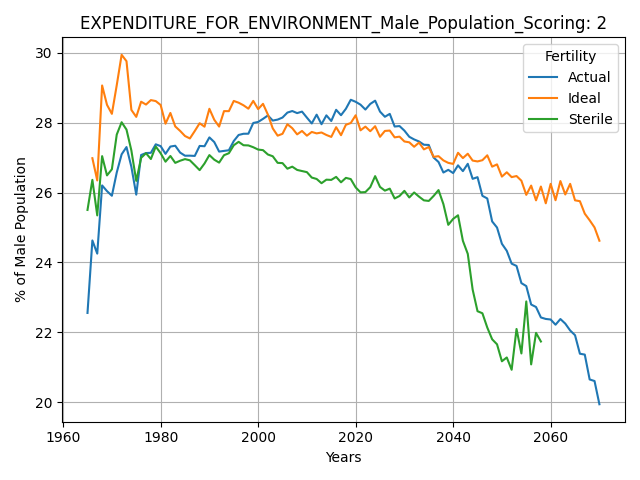 EXPENDITURE_FOR_ENVIRONMENT_Male_Population_Scoring: 2
Fertility
Actual
Ideal
Sterile
% of Male Population
30
28
26
24
22
20
1960
1980
2000
2020
2040
2060
Years